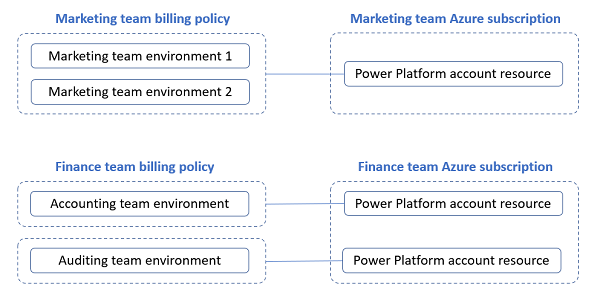 Marketing team billing policy
Marketing team Azure subscription
Marketing team environment 1
Marketing team environment 2
Power Platform account resource
Finance team billing policy
Finance team Azure subscription
Accounting team environment
Power Platform account resource
Auditing team environment
Power Platform account resource